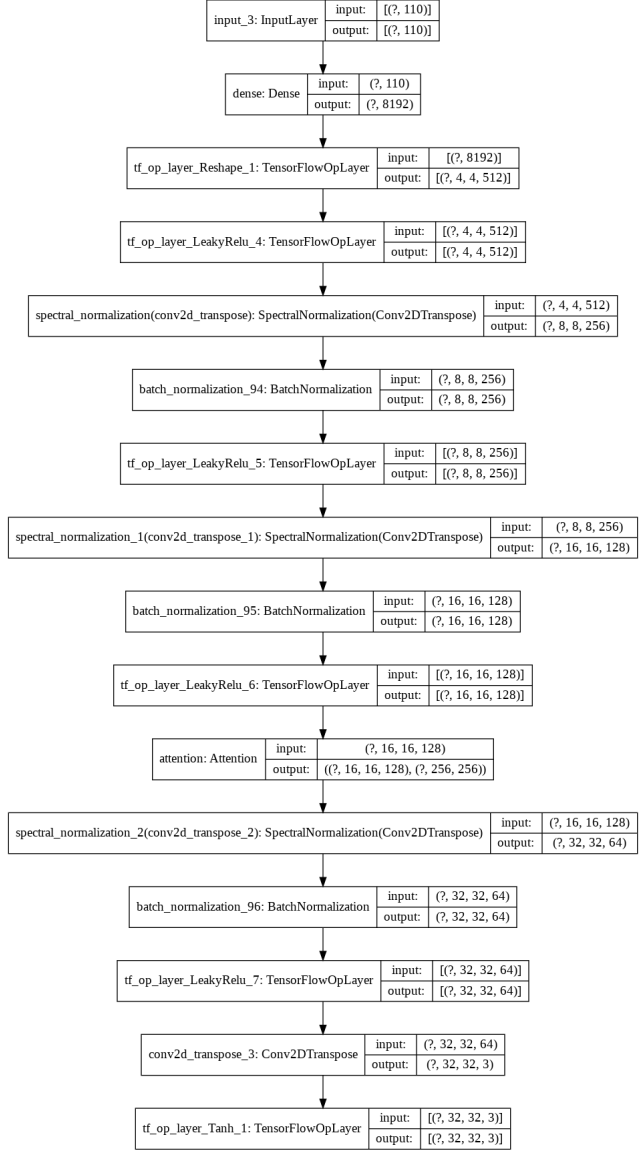 input_3: InputLayer
input: [(?, 110)]
output: [(?, 110)]
dense: Dense
input: (?, 110)
output: (?, 8192)
tf_op_layer_Reshape_1: TensorFlowOpLayer
input: [(?, 8192)]
output: [(?, 4, 4, 512)]
tf_op_layer_LeakyRelu_4: TensorFlowOpLayer
input: [(?, 4, 4, 512)]
output: [(?, 4, 4, 512)]
spectral_normalization(conv2d_transpose): SpectralNormalization(Conv2DTranspose)
input: (?, 4, 4, 512)
output: (?, 8, 8, 256)
batch_normalization_94: BatchNormalization
input: (?, 8, 8, 256)
output: (?, 8, 8, 256)
tf_op_layer_LeakyRelu_5: TensorFlowOpLayer
input: [(?, 8, 8, 256)]
output: [(?, 8, 8, 256)]
spectral_normalization_1(conv2d_transpose_1): SpectralNormalization(Conv2DTranspose)
input: (?, 8, 8, 256)
output: (?, 16, 16, 128)
batch_normalization_95: BatchNormalization
input: (?, 16, 16, 128)
output: (?, 16, 16, 128)
tf_op_layer_LeakyRelu_6: TensorFlowOpLayer
input: [(?, 16, 16, 128)]
output: [(?, 16, 16, 128)]
attention: Attention
input: (?, 16, 16, 128)
output: ((?, 16, 16, 128), (?, 256, 256))
spectral_normalization_2(conv2d_transpose_2): SpectralNormalization(Conv2DTranspose)
input: (?, 16, 16, 128)
output: (?, 32, 32, 64)
batch_normalization_96: BatchNormalization
input: (?, 32, 32, 64)
output: (?, 32, 32, 64)
tf_op_layer_LeakyRelu_7: TensorFlowOpLayer
input: [(?, 32, 32, 64)]
output: [(?, 32, 32, 64)]
conv2d_transpose_3: Conv2DTranspose
input: (?, 32, 32, 64)
output: (?, 32, 32, 3)
tf_op_layer_Tanh_1: TensorFlowOpLayer
input: [(?, 32, 32, 3)]
output: [(?, 32, 32, 3)]